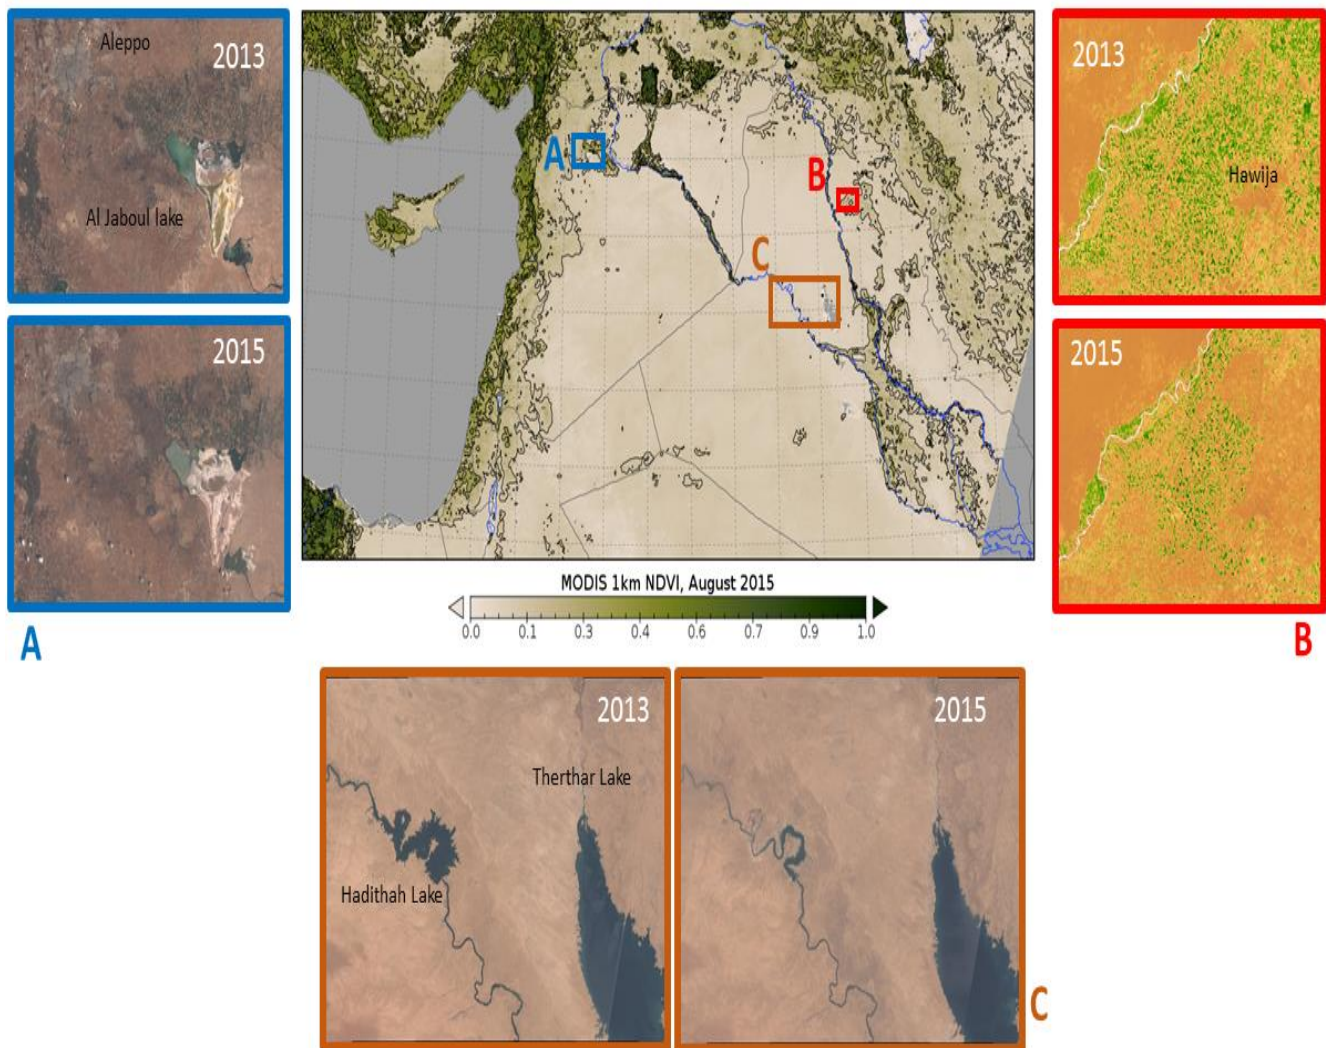 Aleppo
2013
Al Jaboul lake
2015
A
A
B
C
MODIS 1km NDVI, August 2015
0.0 0.1 0.3 0.4 0.6 0.7 0.9 1.0
2013
Hawija
2015
B
2013
Therthar Lake
Hadithah Lake
2015
C